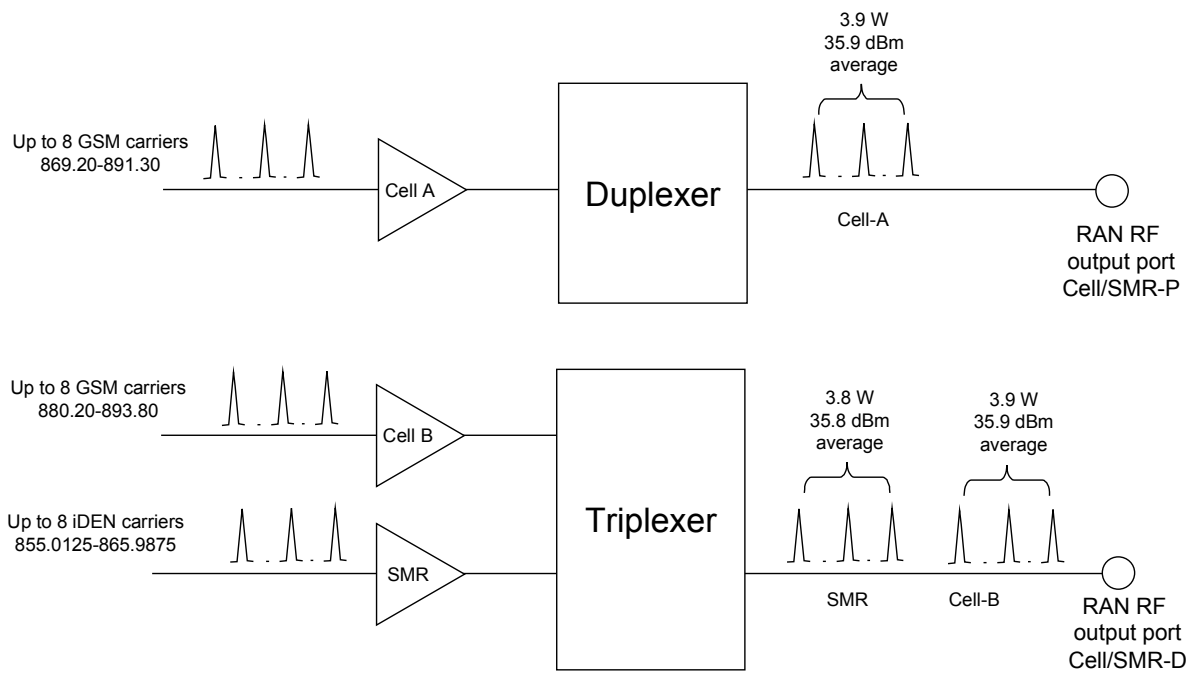 3.9 W
35.9 dBm
average
Up to 8 GSM carriers
869.20-891.30
Cell A
Duplexer
Cell-A
RAN RF
output port
Cell/SMR-P
Up to 8 GSM carriers
880.20-893.80
Cell B
3.8 W
35.8 dBm
average
3.9 W
35.9 dBm
average
Up to 8 iDEN carriers
855.0125-865.9875
SMR
Triplexer
SMR
Cell-B
RAN RF
output port
Cell/SMR-D